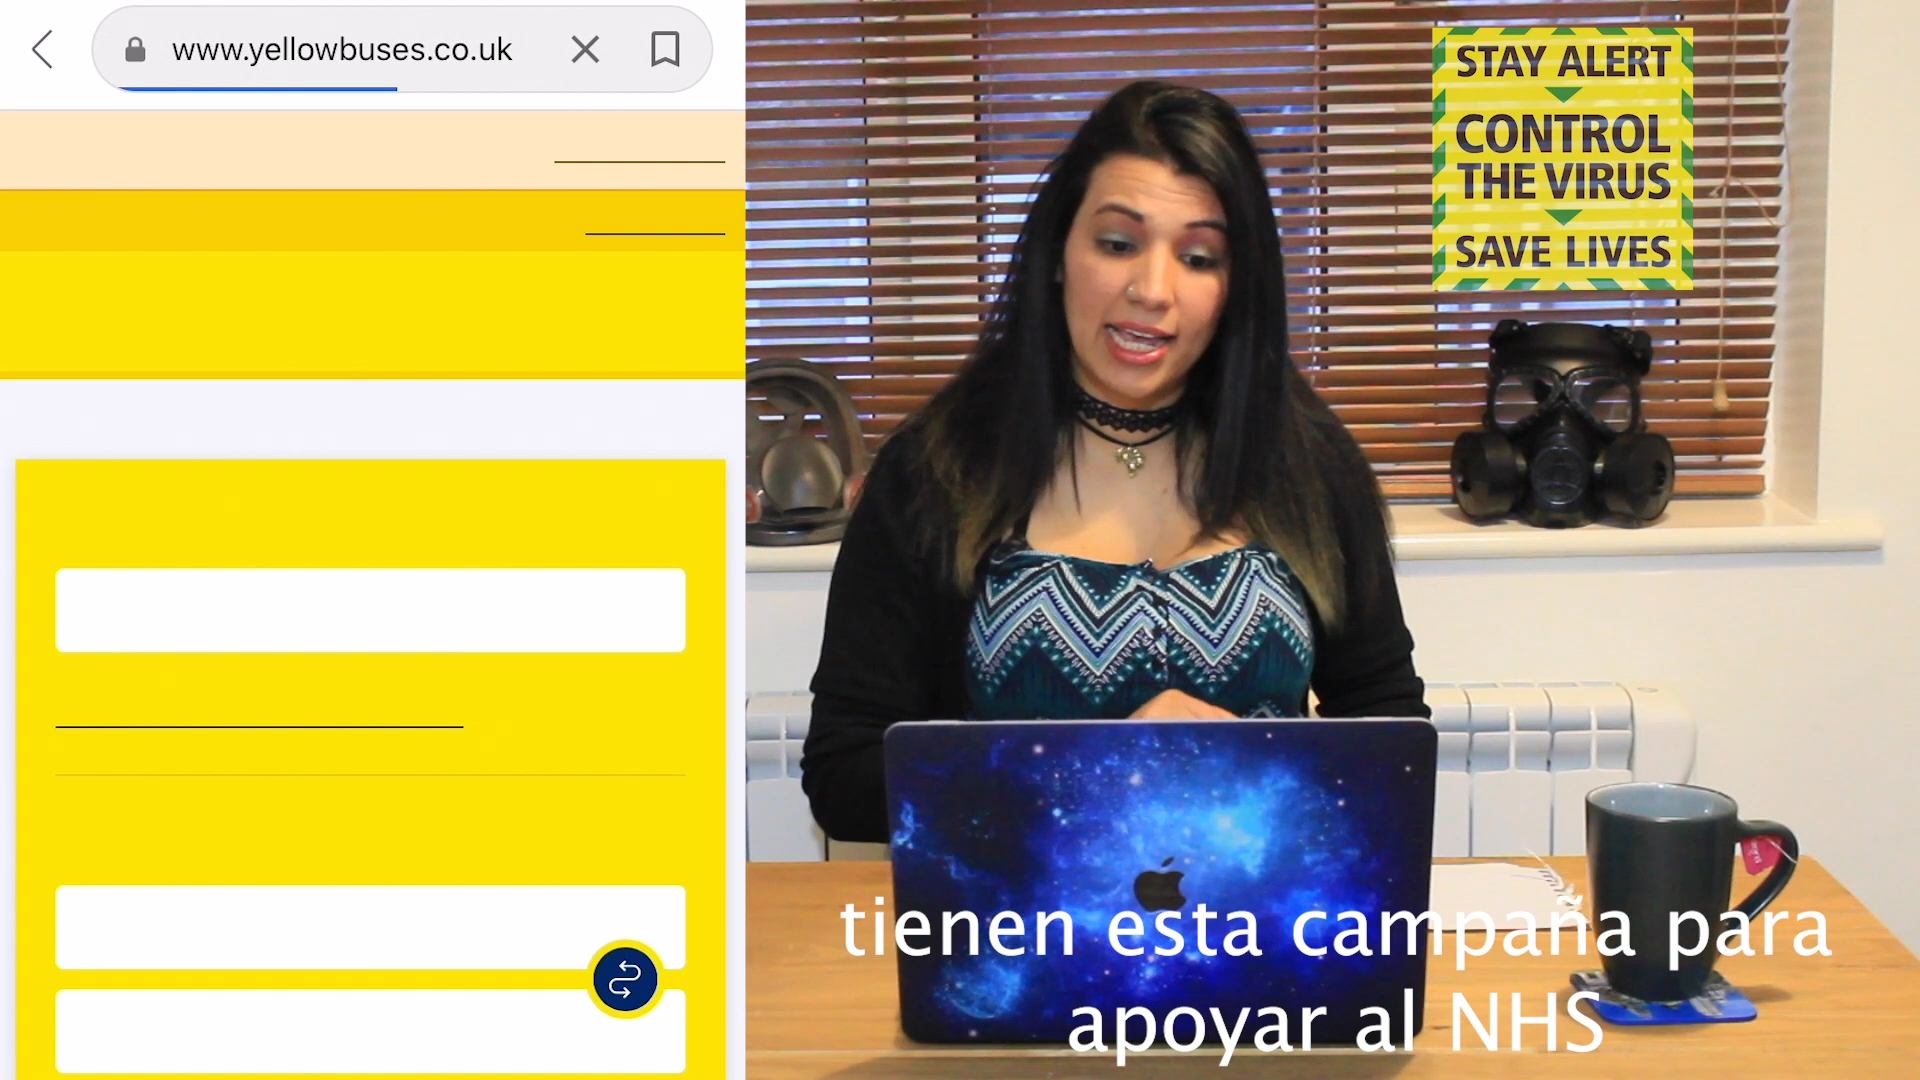 www.yellowbuses.co.uk
STAY ALERT
CONTROL
THE VIRUS
SAVE LIVES
tienen esta campaña para
apoyar al NHS